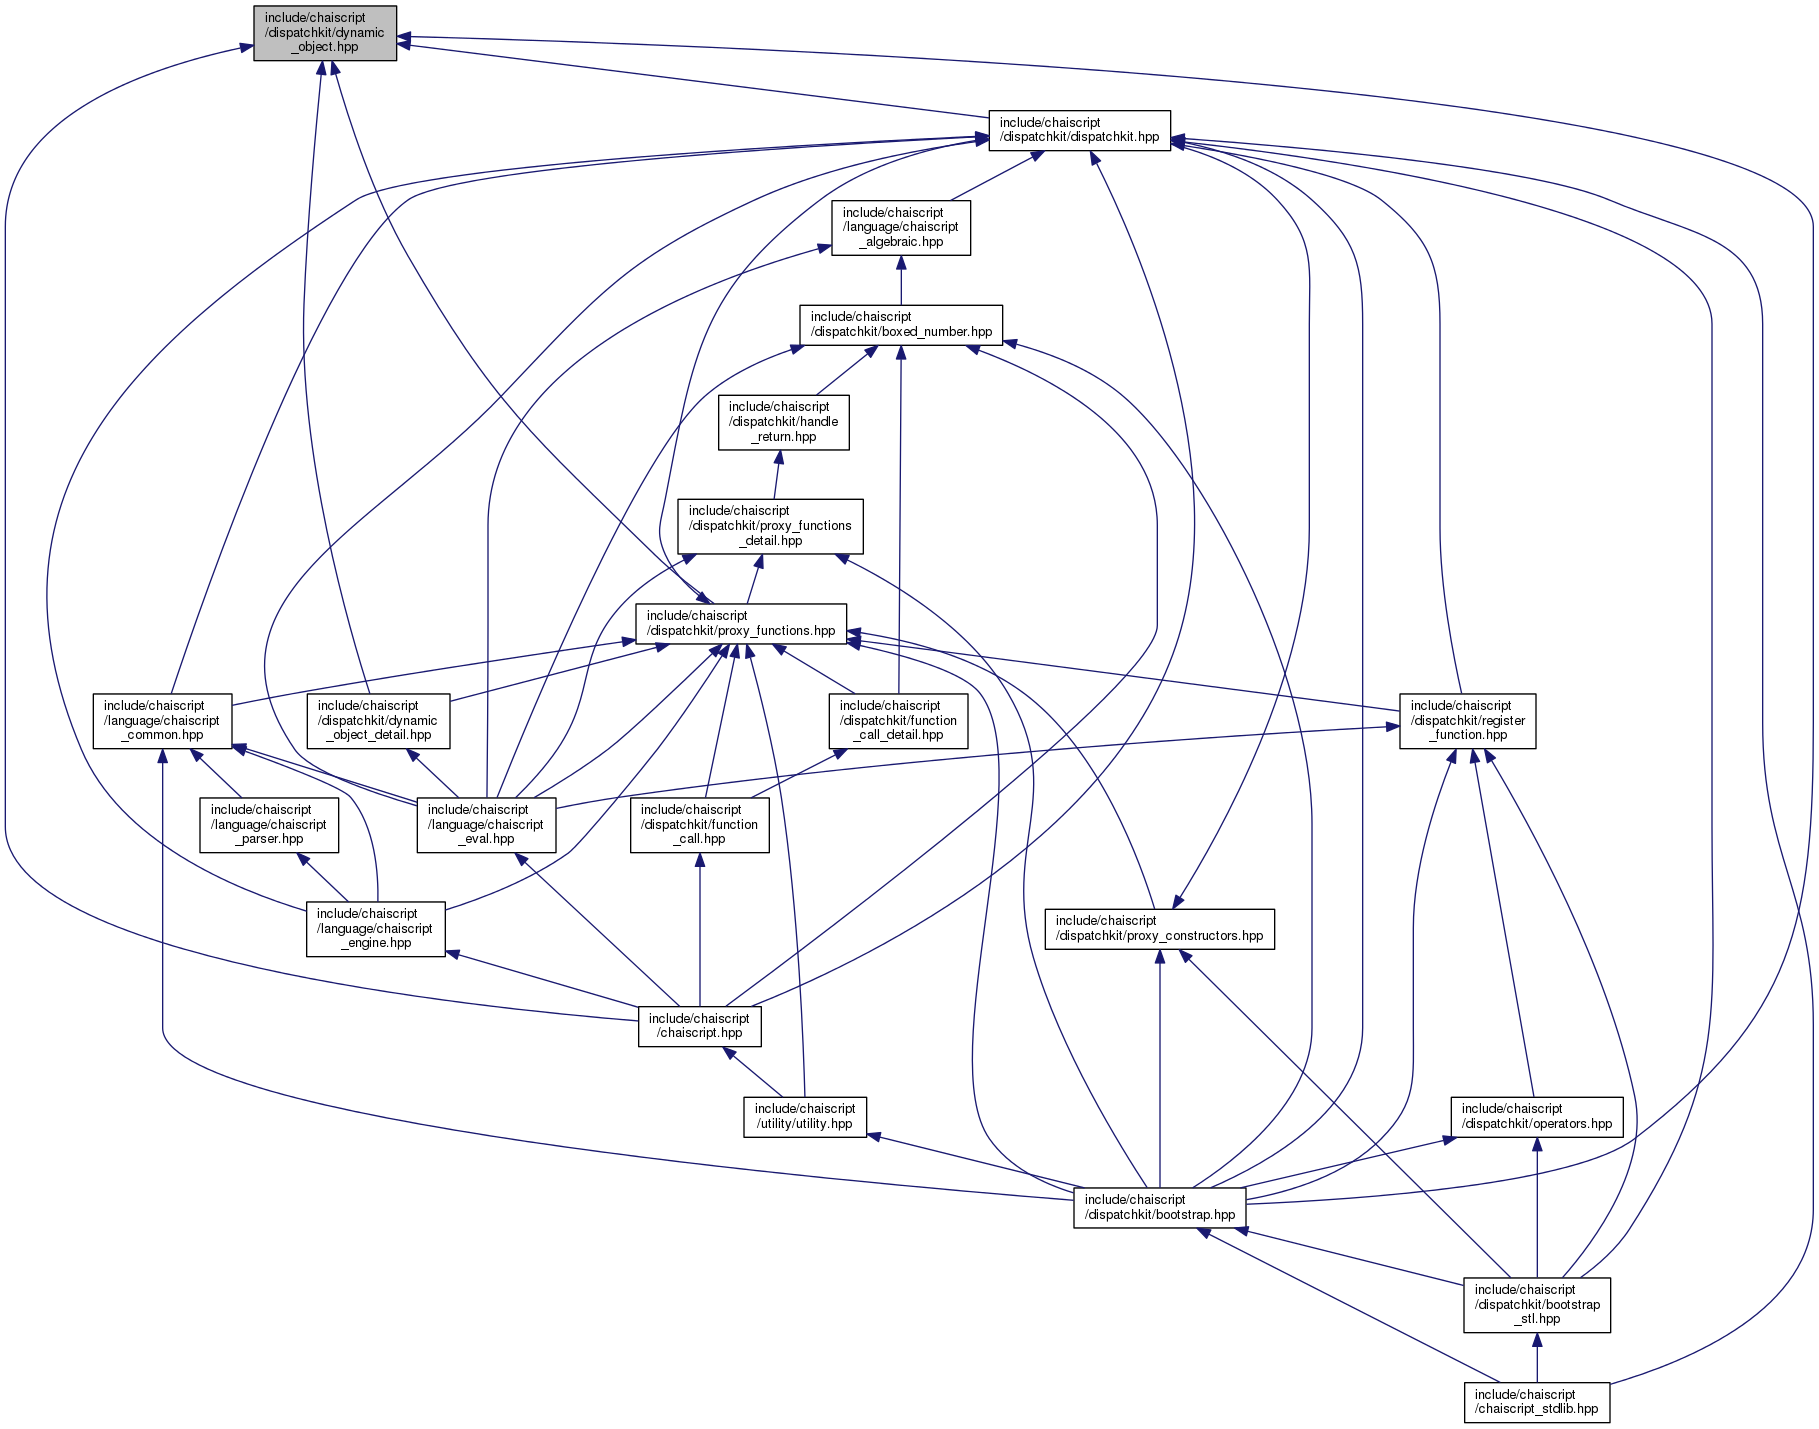 include/chaiscript
/dispatchkit/dynamic
_object.hpp
include/chaiscript
/dispatchkit/dispatchkit.hpp
include/chaiscript
/language/chaiscript
_algebraic.hpp
include/chaiscript
/dispatchkit/boxed_number.hpp
include/chaiscript
/dispatchkit/handle
_return.hpp
include/chaiscript
/dispatchkit/proxy_functions
_detail.hpp
include/chaiscript
/dispatchkit/proxy_functions.hpp
include/chaiscript
/language/chaiscript
_common.hpp
include/chaiscript
/dispatchkit/dynamic
_object_detail.hpp
include/chaiscript
/dispatchkit/function
_call_detail.hpp
include/chaiscript
/dispatchkit/register
_function.hpp
include/chaiscript
/language/chaiscript
_parser.hpp
include/chaiscript
/language/chaiscript
_eval.hpp
include/chaiscript
/dispatchkit/function
_call.hpp
include/chaiscript
/language/chaiscript
_engine.hpp
include/chaiscript
/dispatchkit/proxy_constructors.hpp
include/chaiscript
/chaiscript.hpp
include/chaiscript
/utility/utility.hpp
include/chaiscript
/dispatchkit/operators.hpp
include/chaiscript
/dispatchkit/bootstrap.hpp
include/chaiscript
/dispatchkit/bootstrap
_stl.hpp
include/chaiscript
/chaiscript_stdlib.hpp